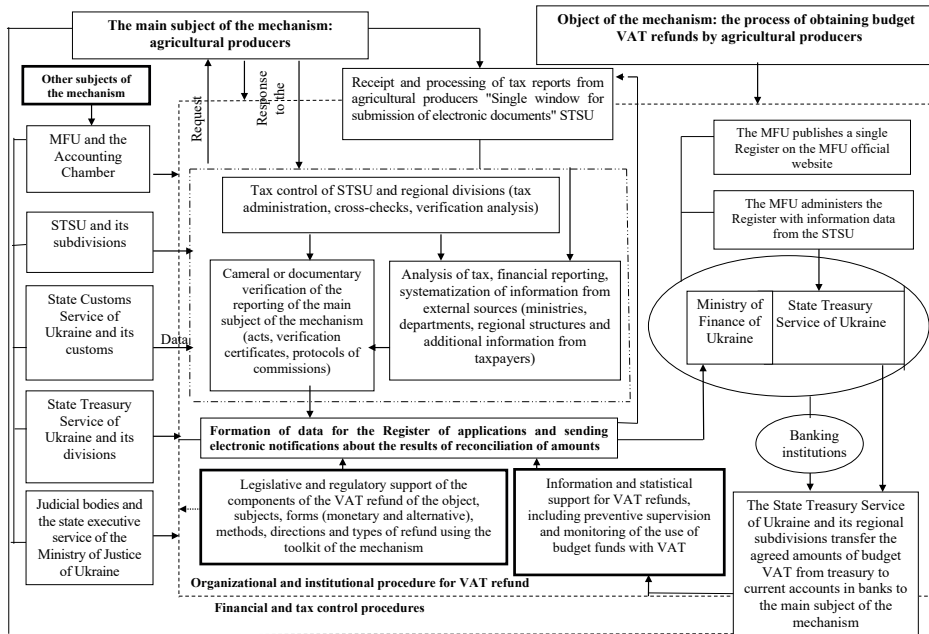 The main subject of the mechanism:
agricultural producers
Object of the mechanism: the process of obtaining budget
VAT refunds by agricultural producers
Other subjects of
the mechanism
Request
Response
to the
Receipt and processing of tax reports from
agricultural producers "Single window for
submission of electronic documents" STSU
MFU and the
Accounting
Chamber
The MFU publishes a single
Register on the MFU official
website
Tax control of STSU and regional divisions (tax
administration, cross-checks, verification analysis)
The MFU administers the
Register with information data
from the STSU
STSU and its
subdivisions
Cameral or documentary
verification of the
reporting of the main
subject of the mechanism
(acts, verification
certificates, protocols of
commissions)
Analysis of tax, financial reporting,
systematization of information from
external sources (ministries,
departments, regional structures and
additional information from
taxpayers)
State Customs
Service of
Ukraine and its
customs
Data
Ministry of
Finance of
Ukraine
State Treasury
Service of Ukraine
State Treasury
Service of
Ukraine and its
divisions
Formation of data for the Register of applications and sending
electronic notifications about the results of reconciliation of amounts
Banking
institutions
Judicial bodies and
the state executive
service of the
Ministry of Justice
of Ukraine
Legislative and regulatory support of the
components of the VAT refund of the object,
subjects, forms (monetary and alternative),
methods, directions and types of refund using the
toolkit of the mechanism
Information and statistical
support for VAT refunds,
including preventive supervision
and monitoring of the use of
budget funds with VAT
The State Treasury Service
of Ukraine and its regional
subdivisions transfer the
agreed amounts of budget
VAT from treasury to
current accounts in banks to
the main subject of the
mechanism
Organizational and institutional procedure for VAT refund
Financial and tax control procedures